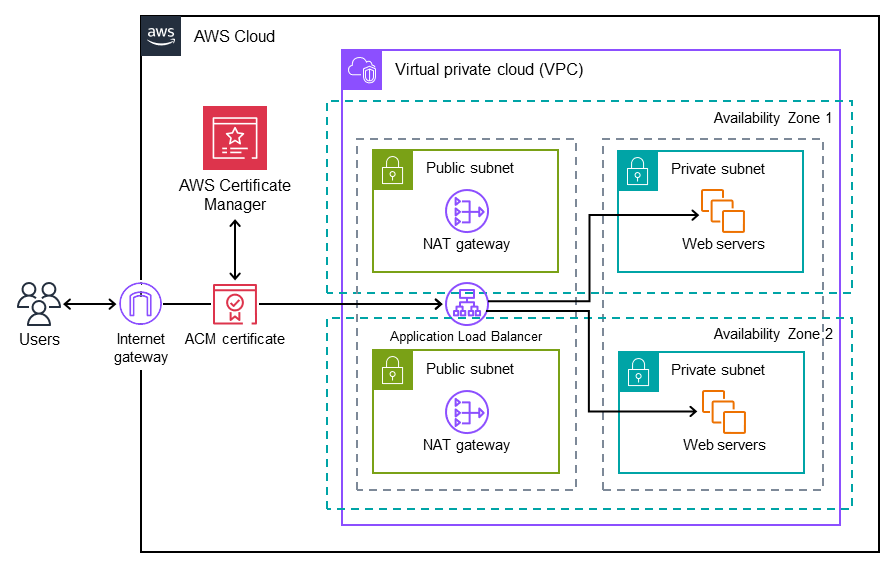 aws
AWS Cloud
Virtual private cloud (VPC)
Availability Zone 1
AWS Certificate
Manager
Public subnet
NAT gateway
Private subnet
Web servers
Users
Internet
gateway
ACM certificate
Application Load Balancer
Availability Zone 2
Public subnet
NAT gateway
Private subnet
Web servers